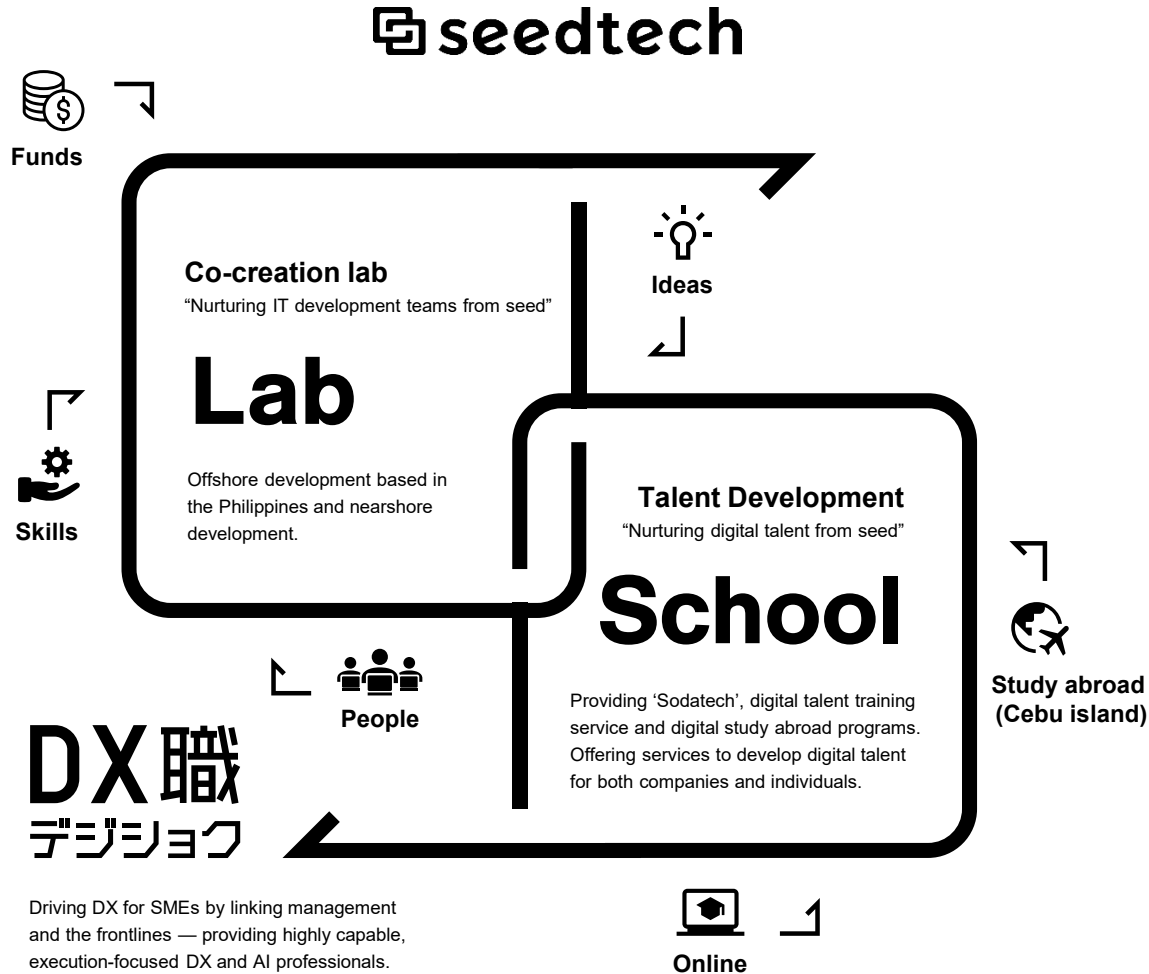 seedtech
Funds
Ideas
Co-creation lab
“Nurturing IT development teams from seed”
Lab
Offshore development based in
the Philippines and nearshore
development.
Skills
Talent Development
“Nurturing digital talent from seed”
School
Providing ‘Sodatech’, digital talent training
service and digital study abroad programs.
Offering services to develop digital talent
for both companies and individuals.
Study abroad
(Cebu island)
People
DX職
デジショク
Driving DX for SMEs by linking management
and the frontlines — providing highly capable,
execution-focused DX and AI professionals.
Online